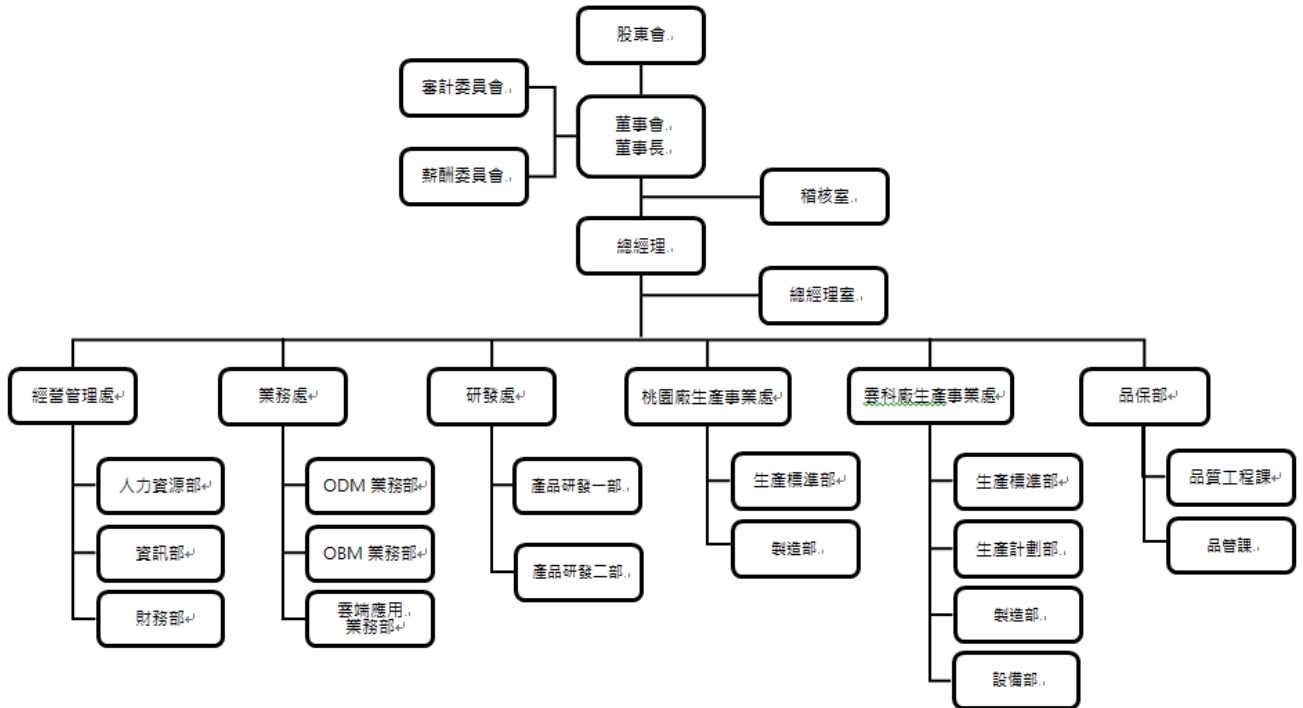 股東會
審計委員會
董事會
董事長
薪酬委員會
稽核室
總經理
總經理室
經營管理處
業務處
研發處
桃園廠生產事業處
雲科廠生產事業處
品保部
人力資源部
資訊部
財務部
ODM 業務部
OBM 業務部
雲端應用
業務部
產品研發一部
產品研發二部
生產標準部
製造部
生產標準部
生產計劃部
製造部
設備部
品質工程課
品管課